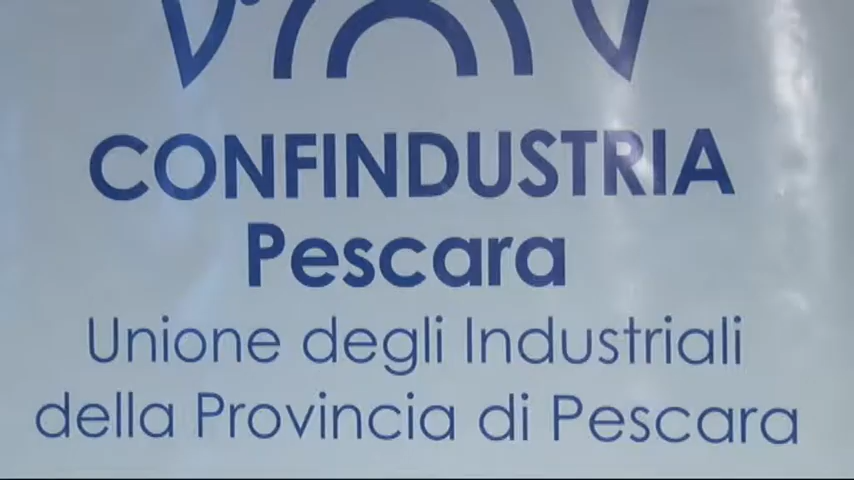 CONFINDUSTRIA
Pescara
Unione degli Industriali
della Provincia di Pescara